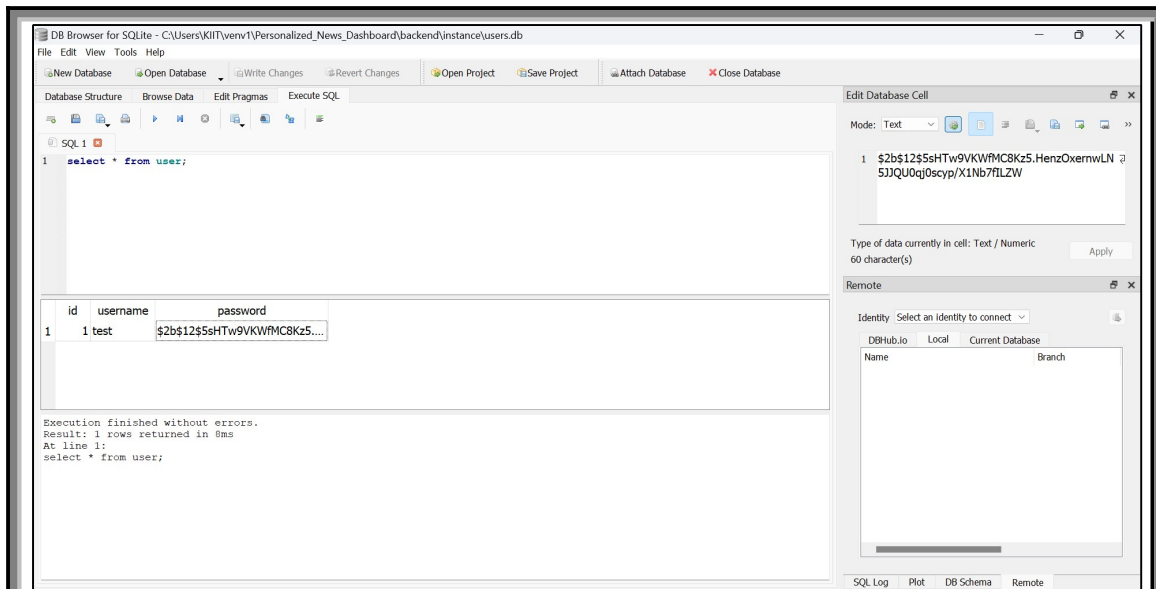 DB Browser for SQLite - C:\Users\KIIT\venv1\Personalized_News_Dashboard\backend\instance\users.db
File Edit View Tools Help
New Database Open Database Write Changes Revert Changes Open Project Save Project Attach Database Close Database
Database Structure Browse Data Edit Pragmas Execute SQL
SQL 1
1 select * from user;
id username password
1 1 test $2b$12$5sHTw9VKWfMC8Kz5....
Execution finished without errors.
Result: 1 rows returned in 8ms
At line 1:
select * from user;
Edit Database Cell
Mode: Text
1 $2b$12$5sHTw9VKWfMC8Kz5.HenzOxernwLN
5JJQU0qj0scyp/X1Nb7fILZW
Type of data currently in cell: Text / Numeric
60 character(s)
Apply
Remote
Identity Select an identity to connect
DBHub.io Local Current Database
Name Branch
SQL Log Plot DB Schema Remote